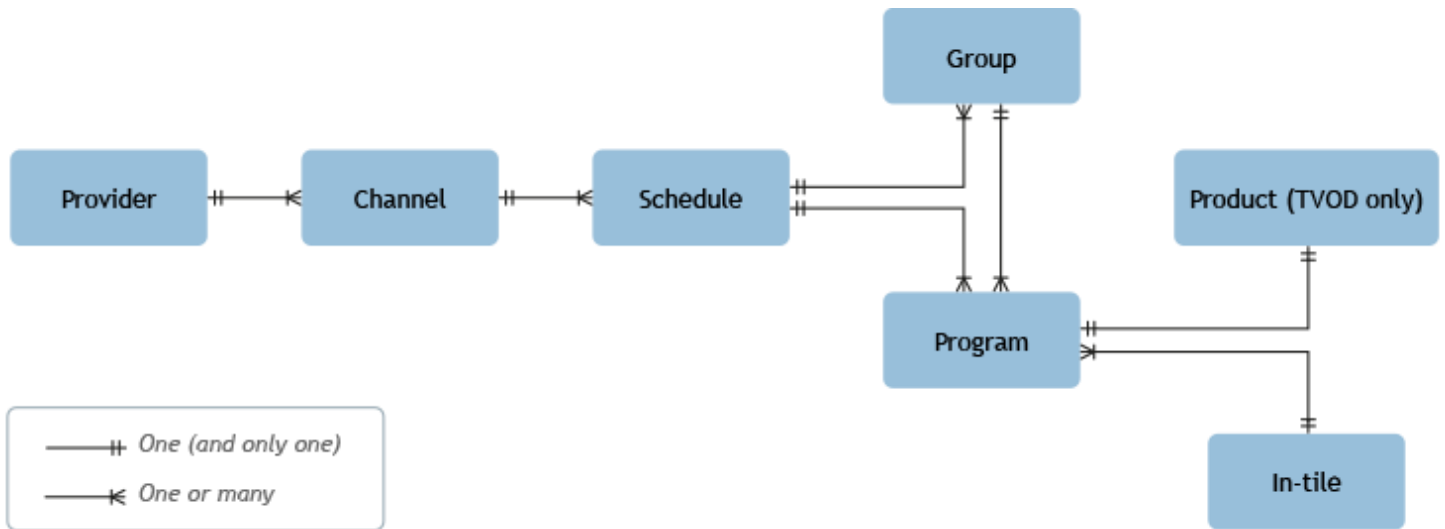 Group
Provider
Channel
Schedule
Product (TVOD only)
Program
One (and only one)
One or many
In-tile